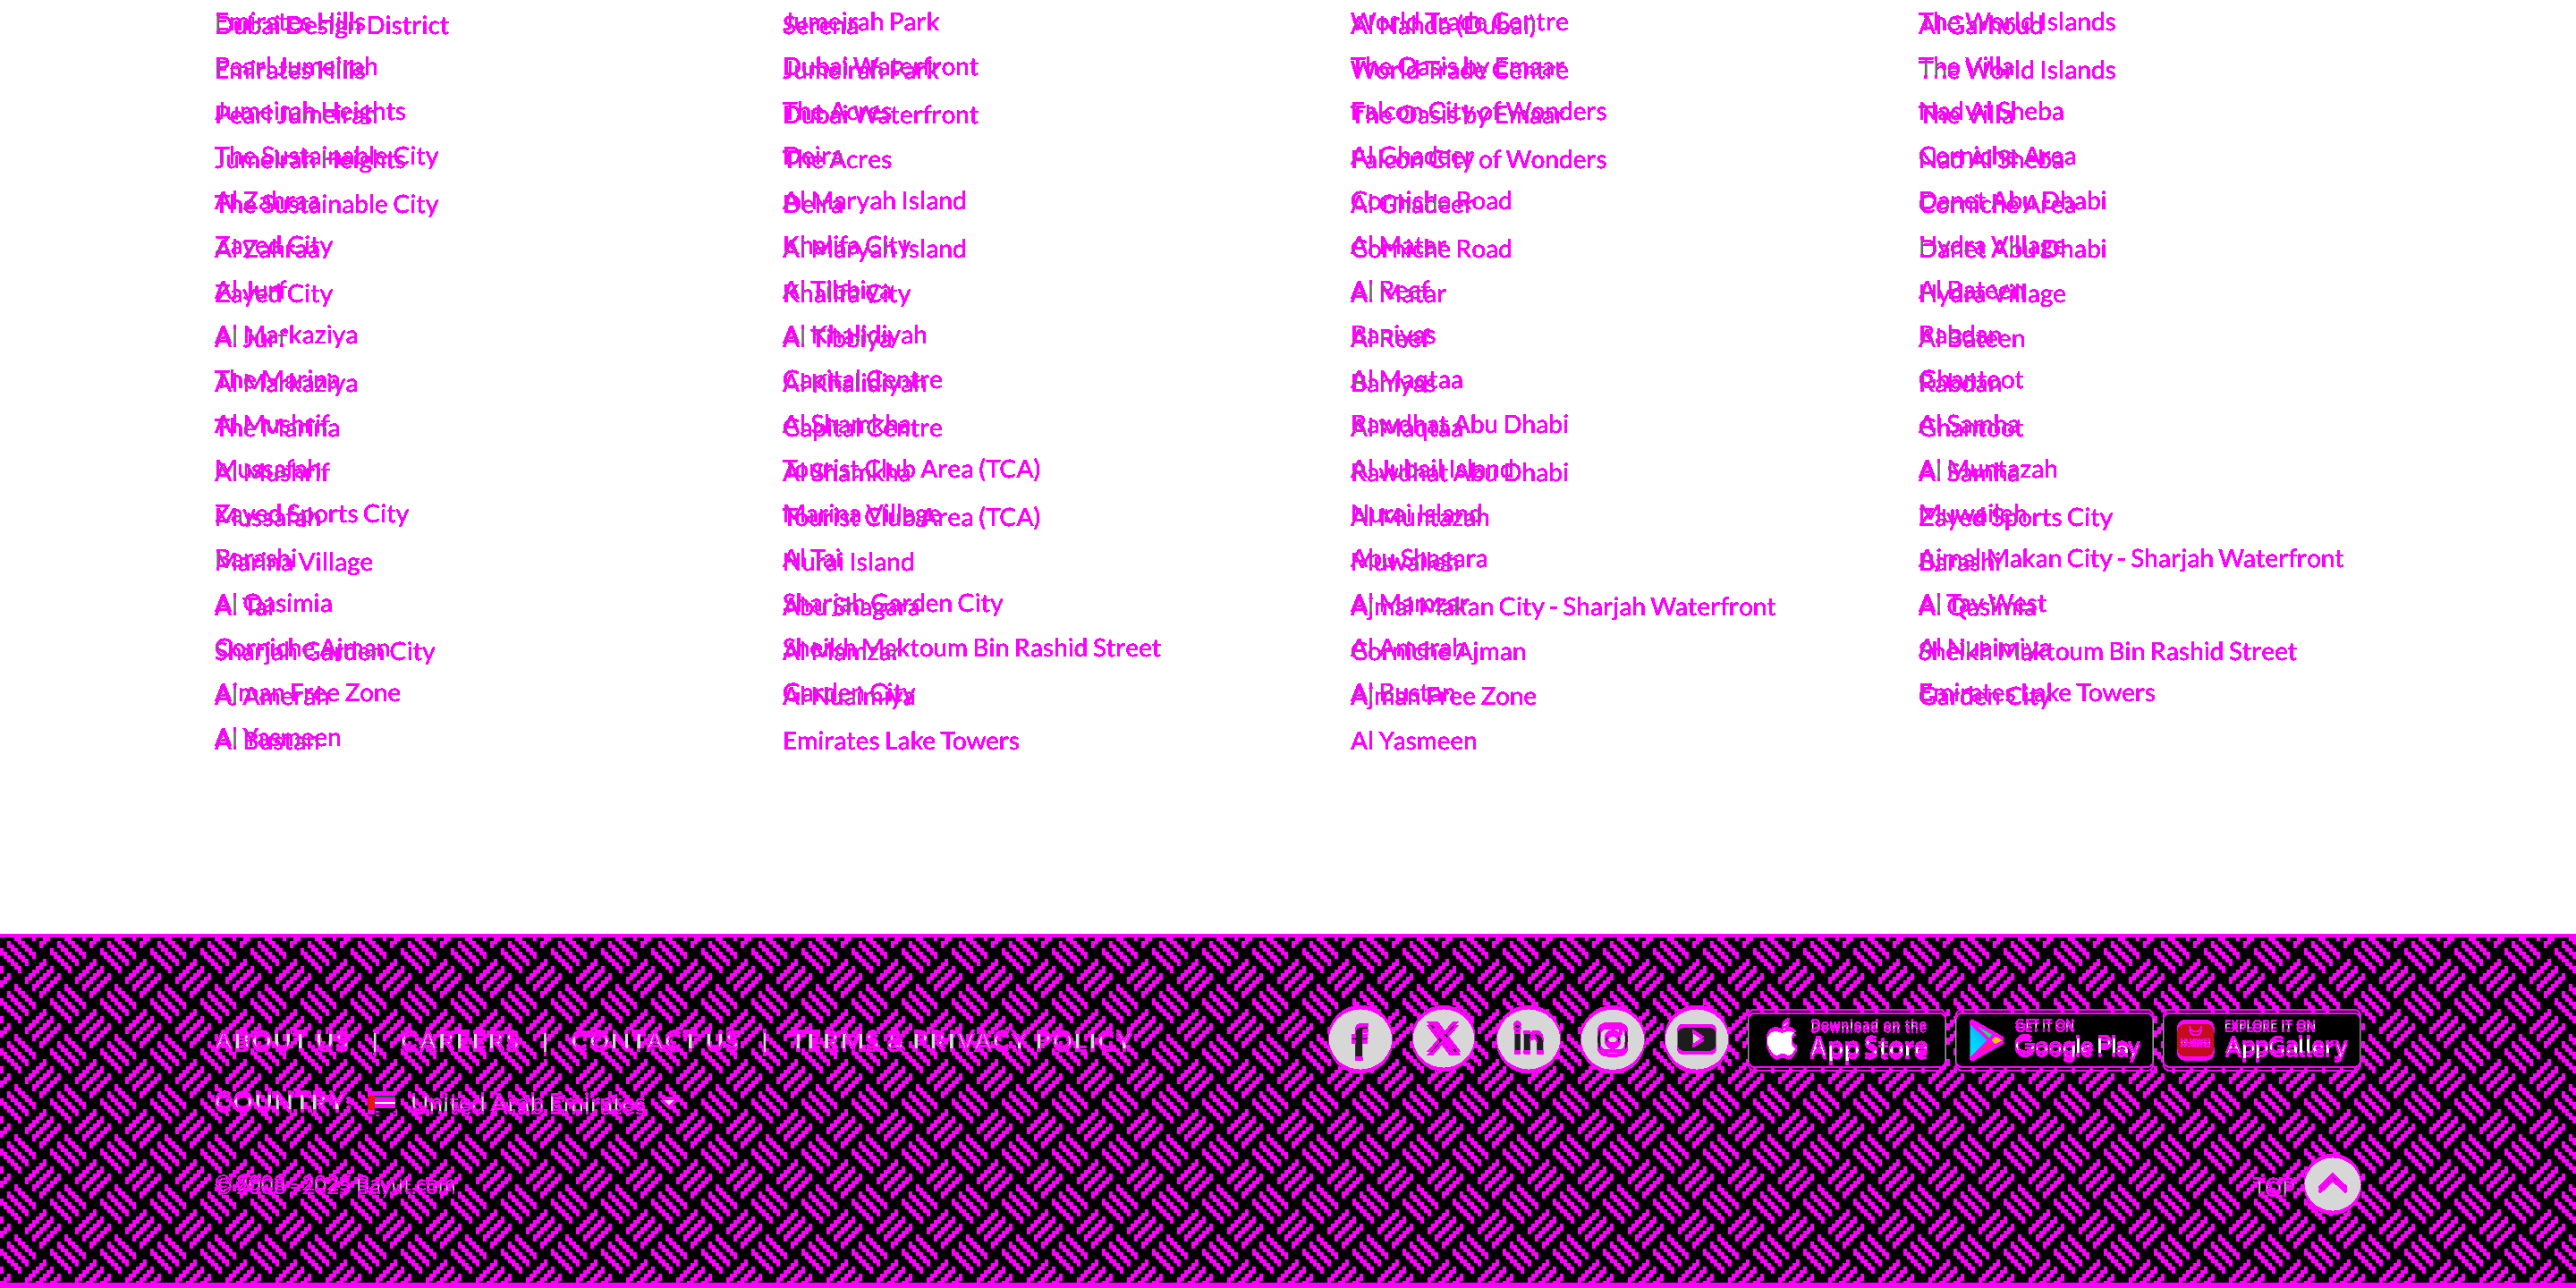 Emirates Hills Jumeirah Park World Trade Centre The World Islands
Dubai Design District Serena Al Nahda (Dubai) Al Garhoud
Pearl Jumeirah Dubai Waterfront The Oasis by Emaar The Villa
Emirates Hills Jumeirah Park World Trade Centre The World Islands
Jumeirah Heights The Acres Falcon City of Wonders Nad Al Sheba
Pearl Jumeirah Dubai Waterfront The Oasis by Emaar The Villa
The Sustainable City Deira Al Ghadeer Corniche Area
Jumeirah Heights The Acres Falcon City of Wonders Nad Al Sheba
Al Zahraa Al Maryah Island Corniche Road Danet Abu Dhabi
The Sustainable City Deira Al Ghadeer Corniche Area
Zayed City Khalifa City Al Matar Hydra Village
Al Zahraa Al Maryah Island Corniche Road Danet Abu Dhabi
Al Jurf Al Tibbiya Al Reef Al Bateen
Zayed City Khalifa City Al Matar Hydra Village
Al Markaziya Al Khalidiyah Baniyas Rabdan
Al Jurf Al Tibbiya Al Reef Al Bateen
The Marina Capital Centre Al Maqtaa Ghantoot
Al Markaziya Al Khalidiyah Baniyas Rabdan
Al Mushrif Al Shamkha Rawdhat Abu Dhabi Al Samha
The Marina Capital Centre Al Maqtaa Ghantoot
Mussafah Tourist Club Area (TCA) Al Jubail Island Al Muntazah
Al Mushrif Al Shamkha Rawdhat Abu Dhabi Al Samha
Zayed Sports City Marina Village Nurai Island Muwaileh
Mussafah Tourist Club Area (TCA) Al Muntazah Zayed Sports City
Barashi Al Tai Abu Shagara Ajmal Makan City - Sharjah Waterfront
Marina Village Nurai Island Muwaileh Barashi
Al Qasimia Sharjah Garden City Al Mamzar Al Tay West
Al Tai Abu Shagara Ajmal Makan City - Sharjah Waterfront Al Qasimia
Corniche Ajman Sheikh Maktoum Bin Rashid Street Al Amerah Al Nuaimiya
Sharjah Garden City Al Mamzar Corniche Ajman Sheikh Maktoum Bin Rashid Street
Ajman Free Zone Garden City Al Bustan Emirates Lake Towers
Al Amerah Al Nuaimiya Ajman Free Zone Garden City
Al Yasmeen
Al Bustan Emirates Lake Towers Al Yasmeen
ABOUT US | CAREERS | CONTACT US | TERMS & PRIVACY POLICY
Download on the App Store
GET IT ON Google Play
EXPLORE IT ON AppGallery
COUNTRY: United Arab Emirates
© 2008 - 2025 Bayut.com
TOP